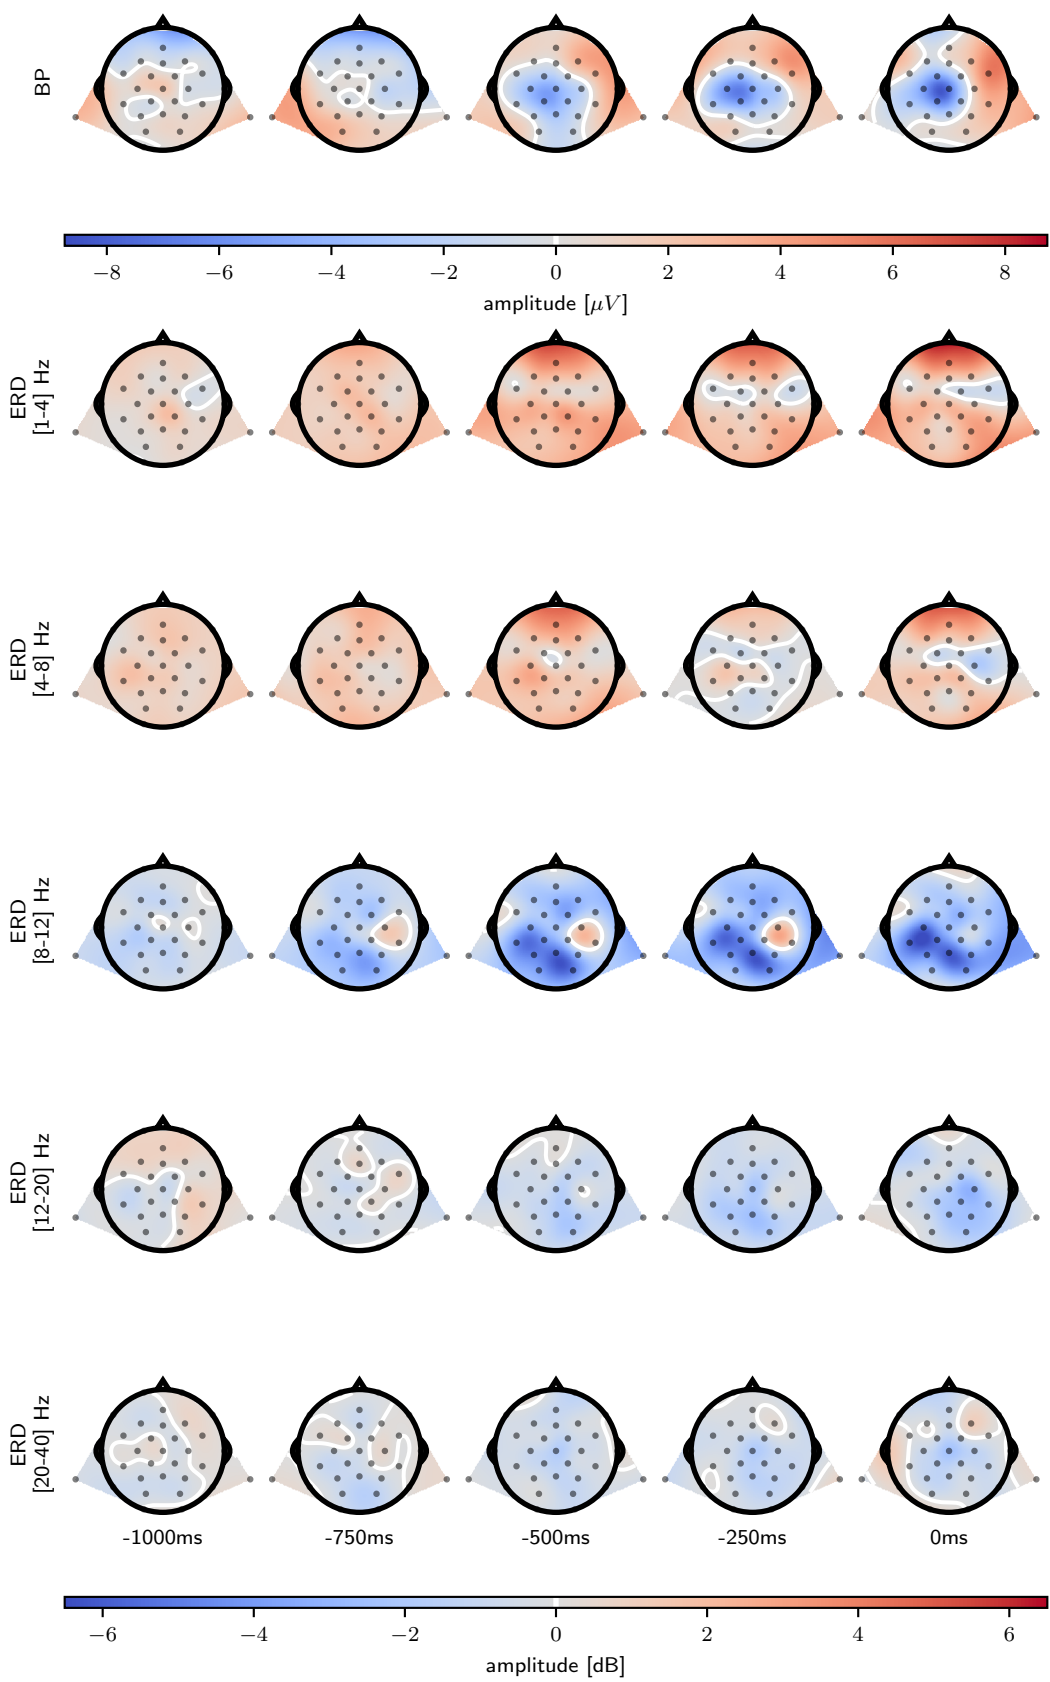 BP
−8 −6 −4 −2 0 2 4 6 8
amplitude [μV]
ERD
[1-4] Hz
ERD
[4-8] Hz
ERD
[8-12] Hz
ERD
[12-20] Hz
ERD
[20-40] Hz
-1000ms -750ms -500ms -250ms 0ms
−6 −4 −2 0 2 4 6
amplitude [dB]